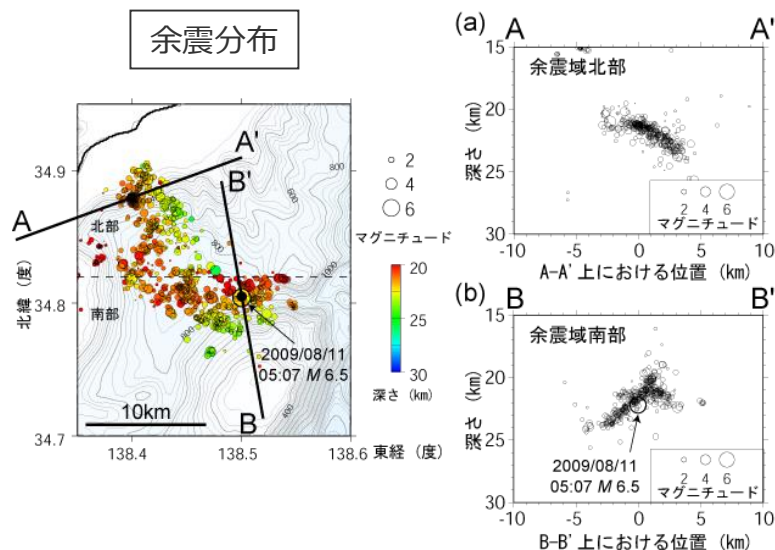 余震分布
34.9
34.8
34.7
北緯 (度)
138.4
138.5
138.6
東経 (度)
A
A'
B'
B
北部
南部
800
600
800
1000
800
400
2009/08/11
05:07 M 6.5
10km
2
4
6
マグニチュード
20
25
30
深さ (km)
(a)
A
A'
余震域北部
15
20
25
30
深さ (km)
2 4 6
マグニチュード
-10 -5 0 5 10
A-A' 上における位置 (km)
(b)
B
B'
余震域南部
15
20
25
30
深さ (km)
2009/08/11
05:07 M 6.5
2 4 6
マグニチュード
-10 -5 0 5 10
B-B' 上における位置 (km)